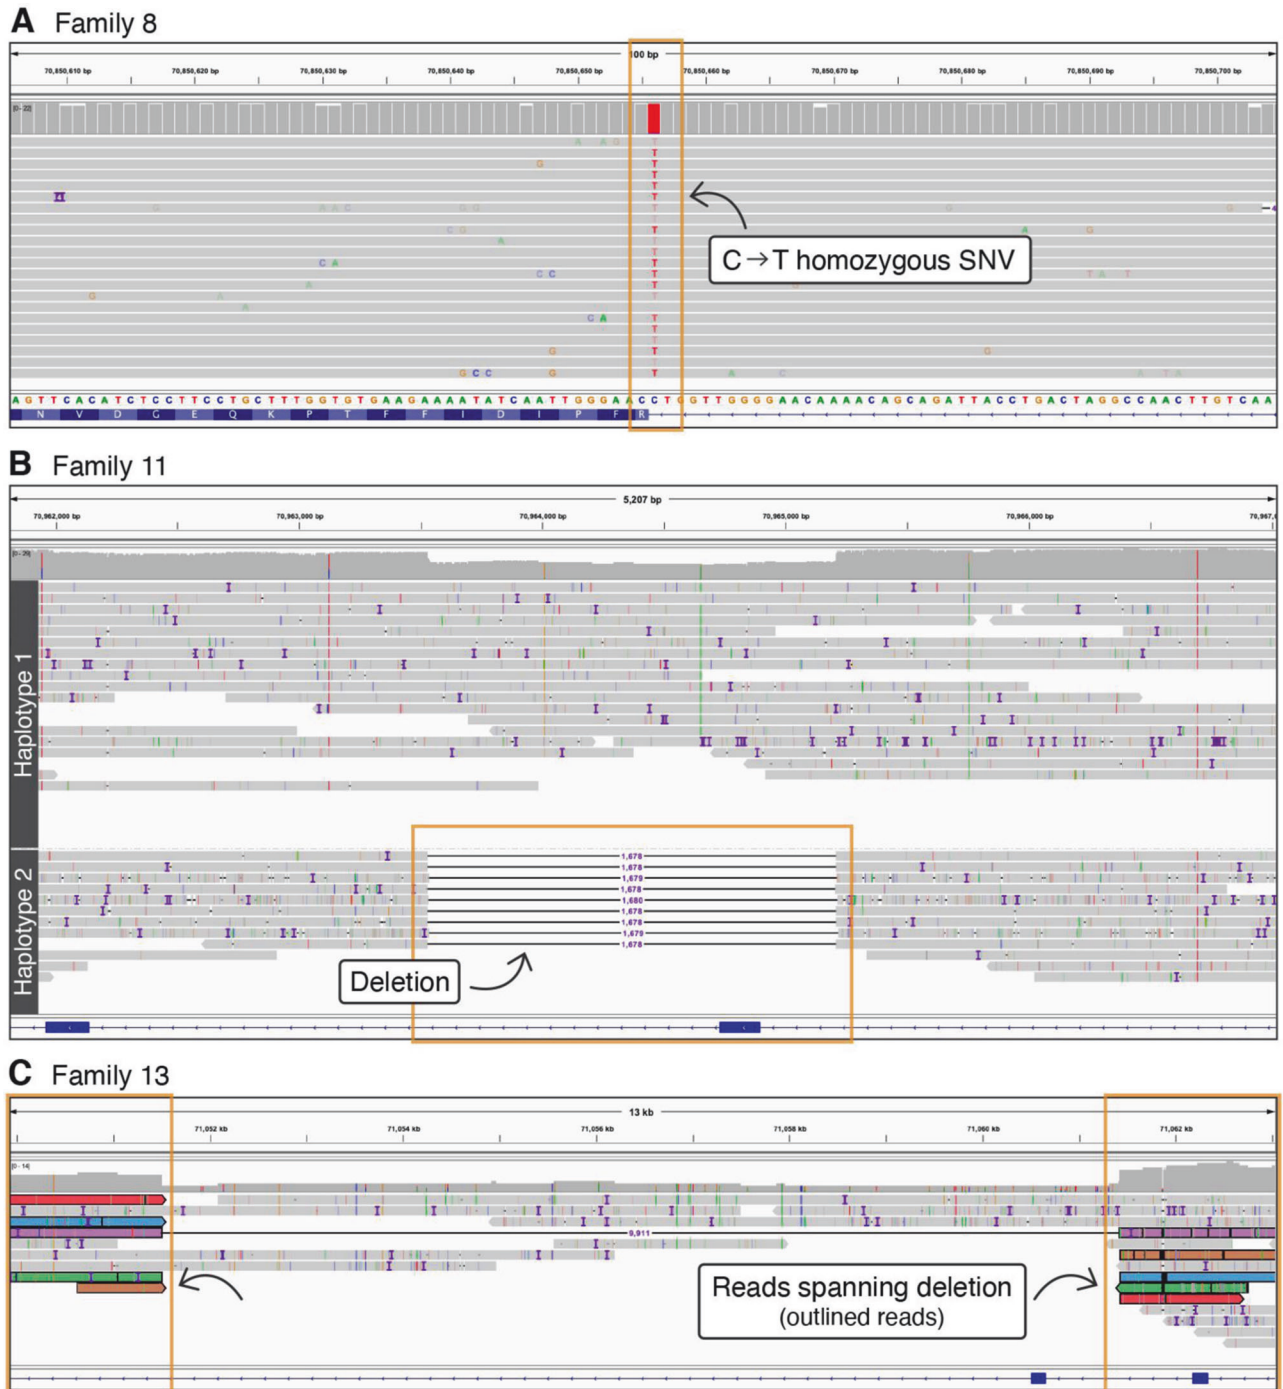 A Family 8
100 bp
70,850,610 bp 70,850,620 bp 70,850,630 bp 70,850,640 bp 70,850,650 bp 70,850,660 bp 70,850,670 bp 70,850,680 bp 70,850,690 bp 70,850,700 bp
C→T homozygous SNV
AGTTCACATCTCCTTCCTGCTTTGGTGTGAAGAAAATATCAATTGGGAACCTGGTTGGGGAACAAAACAGCAGATTACCTGACTAGGCCAACTTGTCAA
N V D G E Q K P T F F I D I P F R
B Family 11
5,207 bp
70,962,000 bp 70,963,000 bp 70,964,000 bp 70,965,000 bp 70,966,000 bp 70,967,0
Haplotype 1
Haplotype 2
1,678
1,678
1,679
1,678
1,680
1,678
1,678
1,679
1,678
Deletion
C Family 13
13 kb
71,052 kb 71,054 kb 71,056 kb 71,058 kb 71,060 kb 71,062 kb
[0 - 14]
9,911
Reads spanning deletion
(outlined reads)